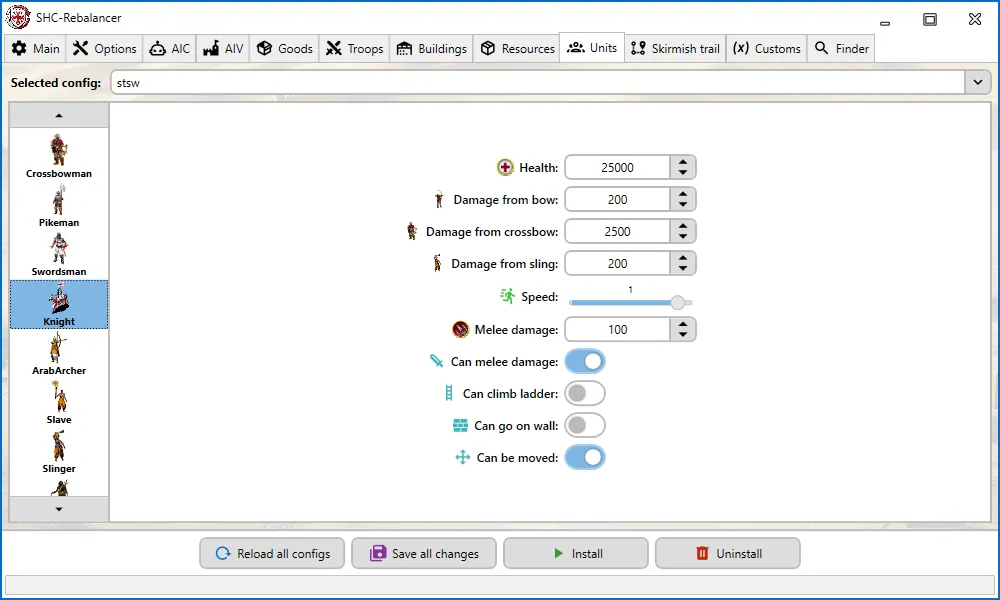 SHC-Rebalancer
Main Options AIC AIV Goods Troops Buildings Resources Units Skirmish trail (x) Customs Finder
Selected config: stsw
Crossbowman
Pikeman
Swordsman
Knight
ArabArcher
Slave
Slinger
Health: 25000
Damage from bow: 200
Damage from crossbow: 2500
Damage from sling: 200
1
Speed:
Melee damage: 100
Can melee damage:
Can climb ladder:
Can go on wall:
Can be moved:
Reload all configs Save all changes Install Uninstall